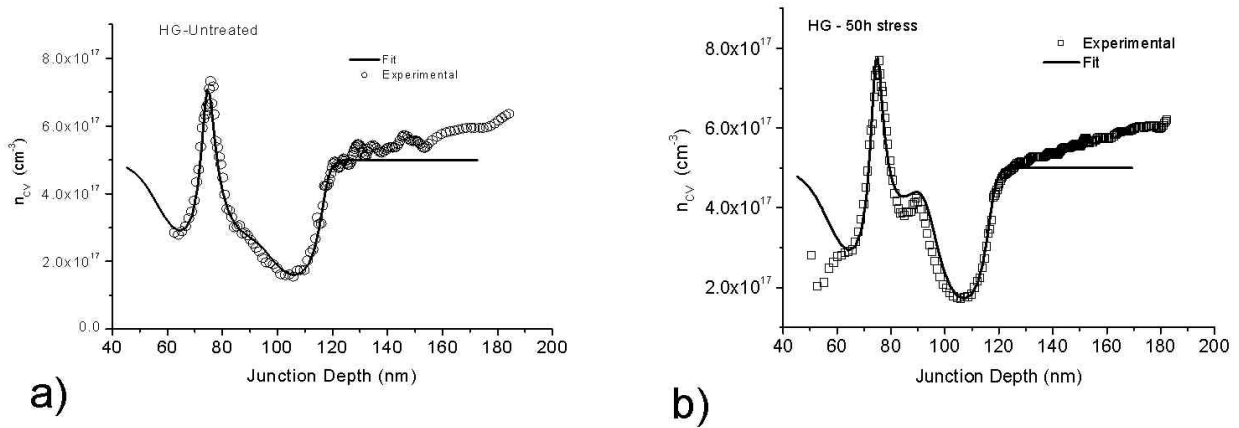 HG-Untreated
Fit
Experimental
8.0x10^17
6.0x10^17
4.0x10^17
2.0x10^17
0.0
n_CV (cm^-3)
40 60 80 100 120 140 160 180 200
Junction Depth (nm)
a)
HG - 50h stress
Experimental
Fit
8.0x10^17
6.0x10^17
4.0x10^17
2.0x10^17
n_CV (cm^-3)
40 60 80 100 120 140 160 180 200
Junction Depth (nm)
b)